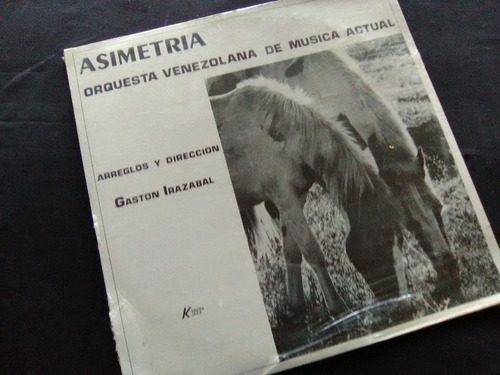 ASIMETRIA
ORQUESTA VENEZOLANA DE MUSICA ACTUAL
ARREGLOS Y DIRECCION
GASTON IRAZABAL
K